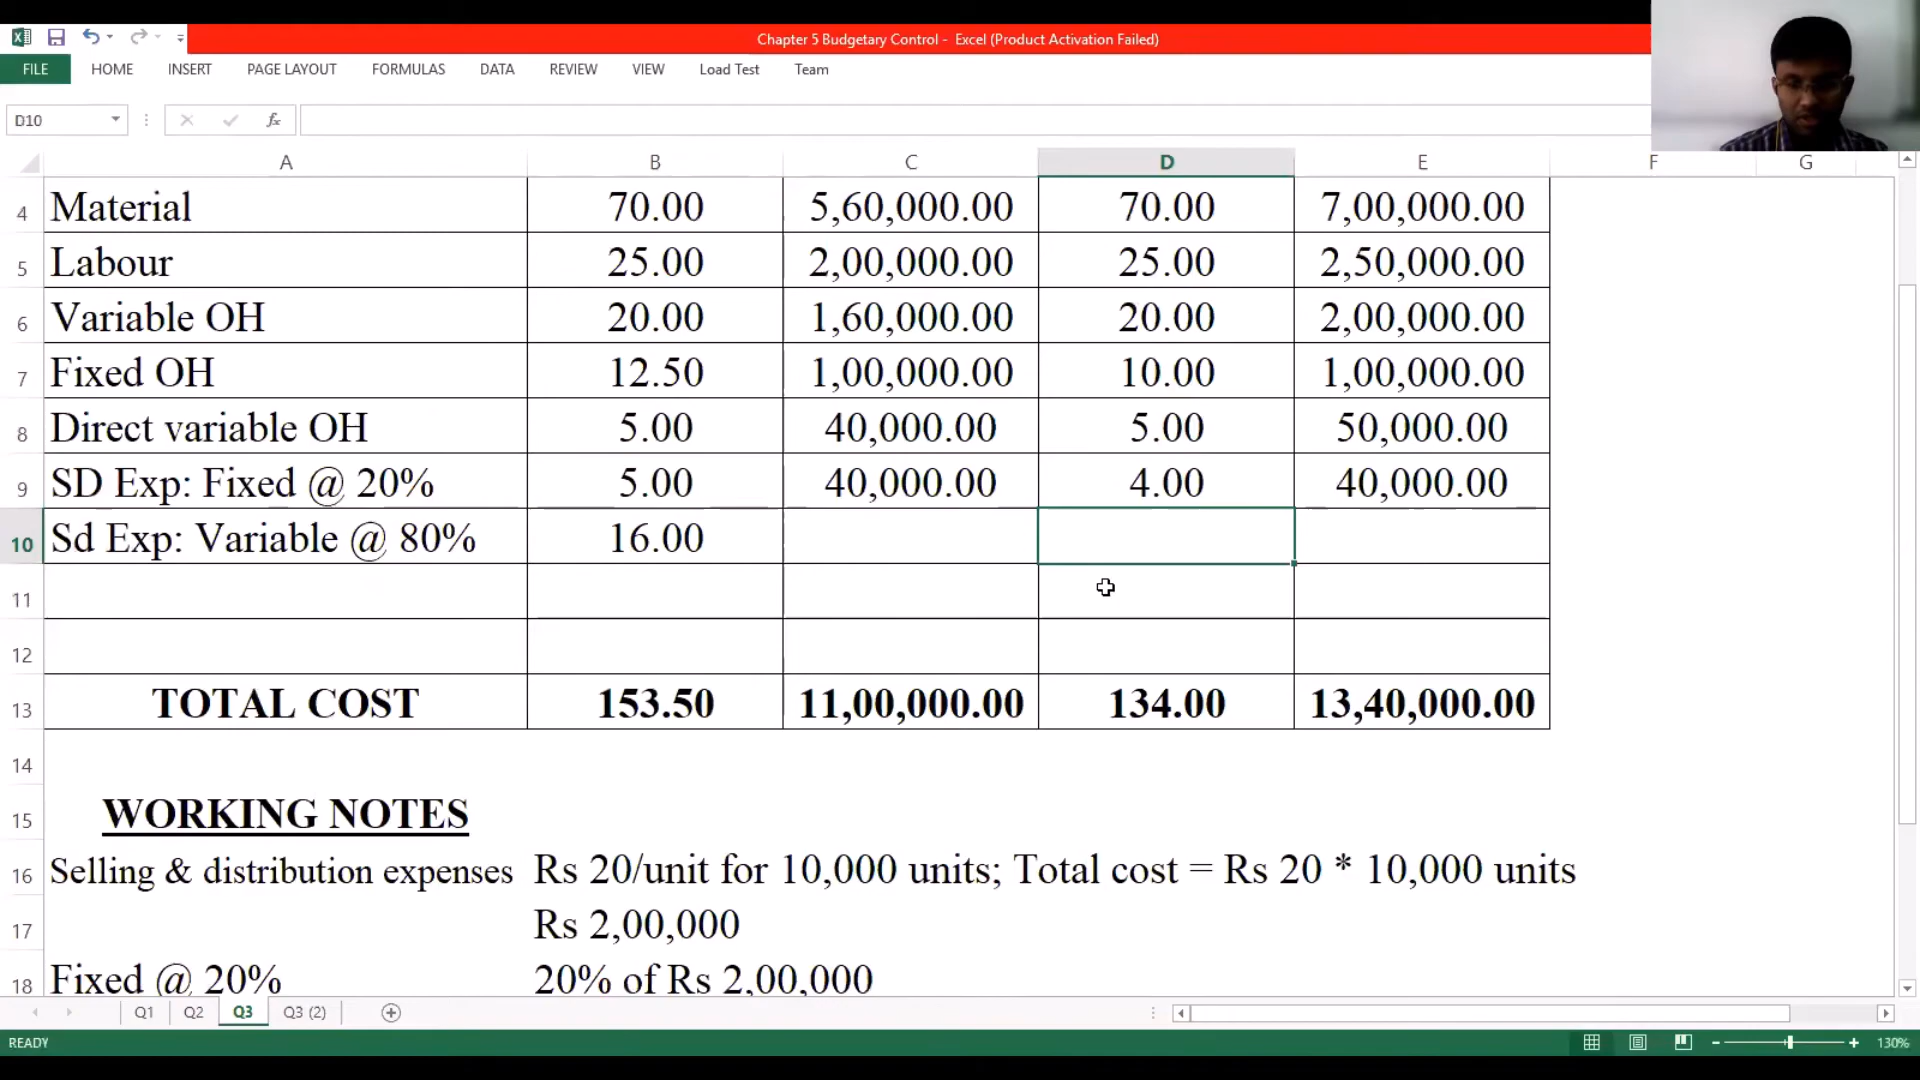 Chapter 5 Budgetary Control - Excel (Product Activation Failed)
FILE HOME INSERT PAGE LAYOUT FORMULAS DATA REVIEW VIEW Load Test Team
D10
A B C D E F G
4 Material 70.00 5,60,000.00 70.00 7,00,000.00
5 Labour 25.00 2,00,000.00 25.00 2,50,000.00
6 Variable OH 20.00 1,60,000.00 20.00 2,00,000.00
7 Fixed OH 12.50 1,00,000.00 10.00 1,00,000.00
8 Direct variable OH 5.00 40,000.00 5.00 50,000.00
9 SD Exp: Fixed @ 20% 5.00 40,000.00 4.00 40,000.00
10 Sd Exp: Variable @ 80% 16.00
11
12
13 TOTAL COST 153.50 11,00,000.00 134.00 13,40,000.00
14
15 WORKING NOTES
16 Selling & distribution expenses Rs 20/unit for 10,000 units; Total cost = Rs 20 * 10,000 units
17 Rs 2,00,000
18 Fixed @ 20% 20% of Rs 2,00,000
Q1 Q2 Q3 Q3 (2)
READY 130%